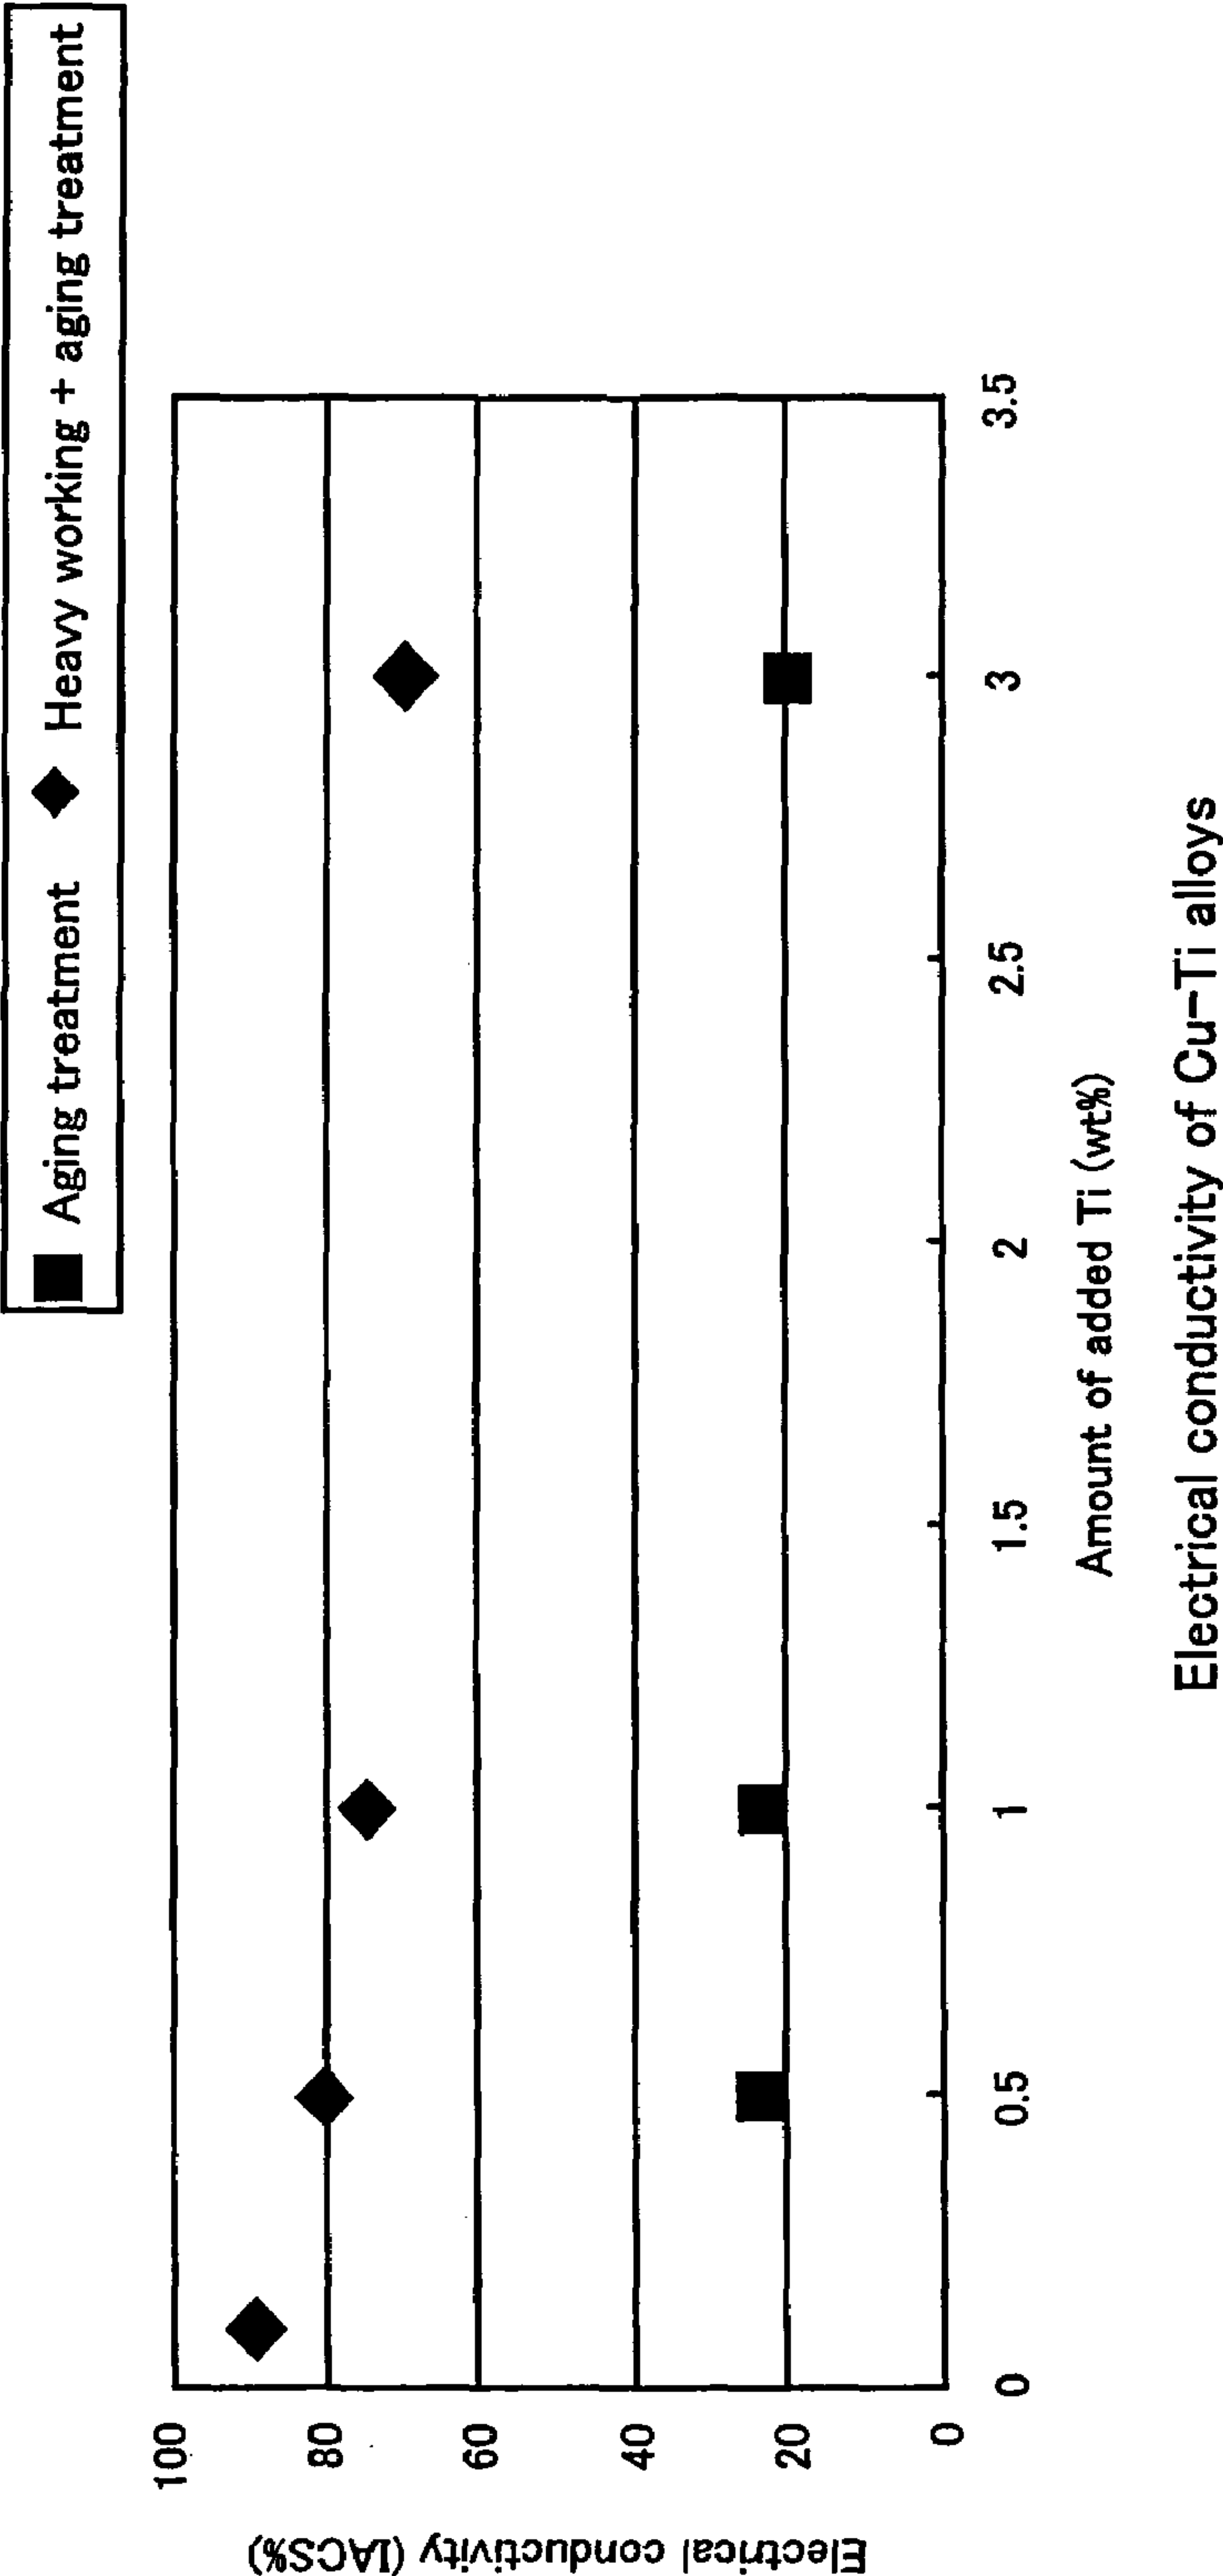 Aging treatment
Heavy working + aging treatment
Electrical conductivity (IACS%)
100
80
60
40
20
0
0
0.5
1
1.5
2
2.5
3
3.5
Amount of added Ti (wt%)
Electrical conductivity of Cu-Ti alloys